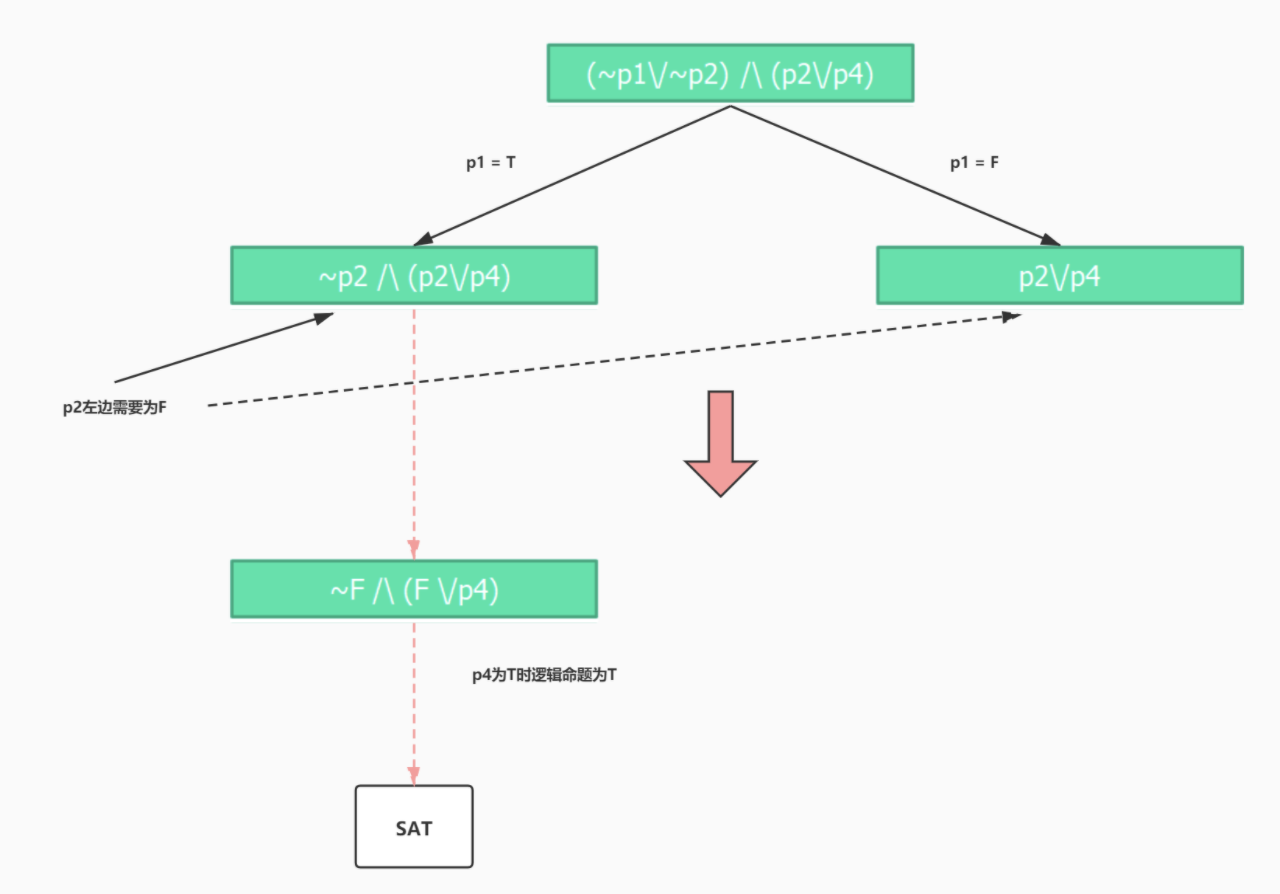 (~p1\/~p2) /\ (p2\/p4)
p1 = T
p1 = F
~p2 /\ (p2\/p4)
p2\/p4
p2左边需要为F
~F /\ (F \/p4)
p4为T时逻辑命题为T
SAT